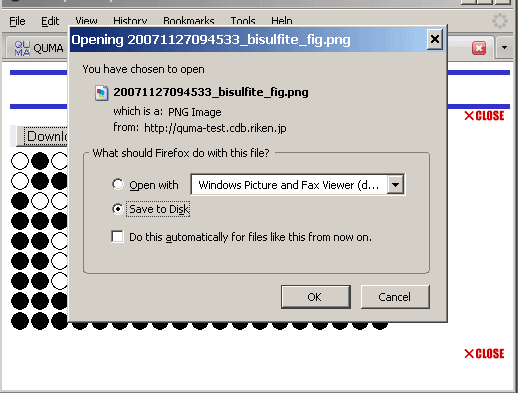 File Edit View History Bookmarks Tools Help
QUMA QUMA
Opening 20071127094533_bisulfite_fig.png
You have chosen to open
20071127094533_bisulfite_fig.png
which is a: PNG Image
from: http://quma-test.cdb.riken.jp
CLOSE
Downlo
What should Firefox do with this file?
Open with Windows Picture and Fax Viewer (d...
Save to Disk
Do this automatically for files like this from now on.
OK Cancel
CLOSE